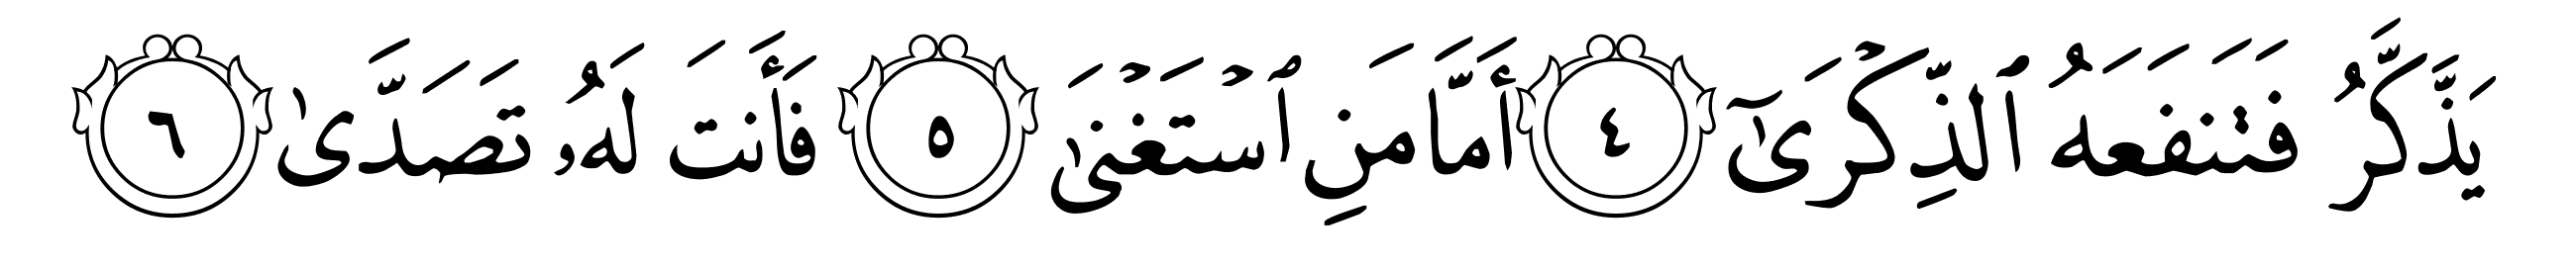 يَذَّكَّرُ فَتَنفَعَهُ ٱلذِّكْرَىٰٓ ٤ أَمَّا مَنِ ٱسْتَغْنَىٰ ٥ فَأَنتَ لَهُۥ تَصَدَّىٰ ٦